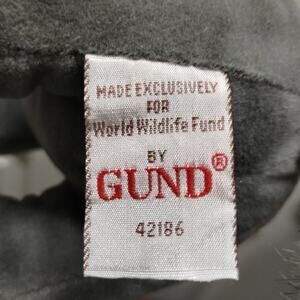 MADE EXCLUSIVELY
FOR
World Wildlife Fund
BY
GUND®
42186